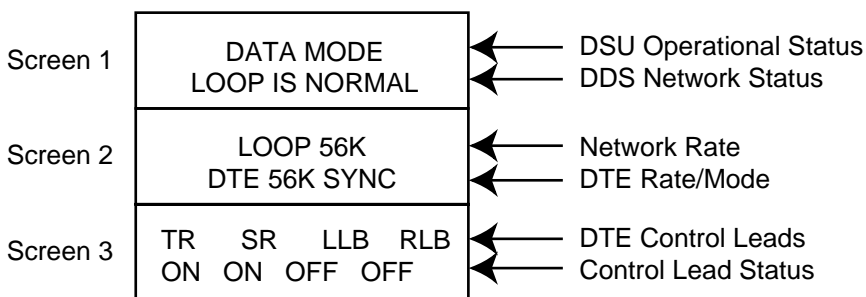 Screen 1
DATA MODE
LOOP IS NORMAL
DSU Operational Status
DDS Network Status
Screen 2
LOOP 56K
DTE 56K SYNC
Network Rate
DTE Rate/Mode
Screen 3
TR SR LLB RLB
ON ON OFF OFF
DTE Control Leads
Control Lead Status